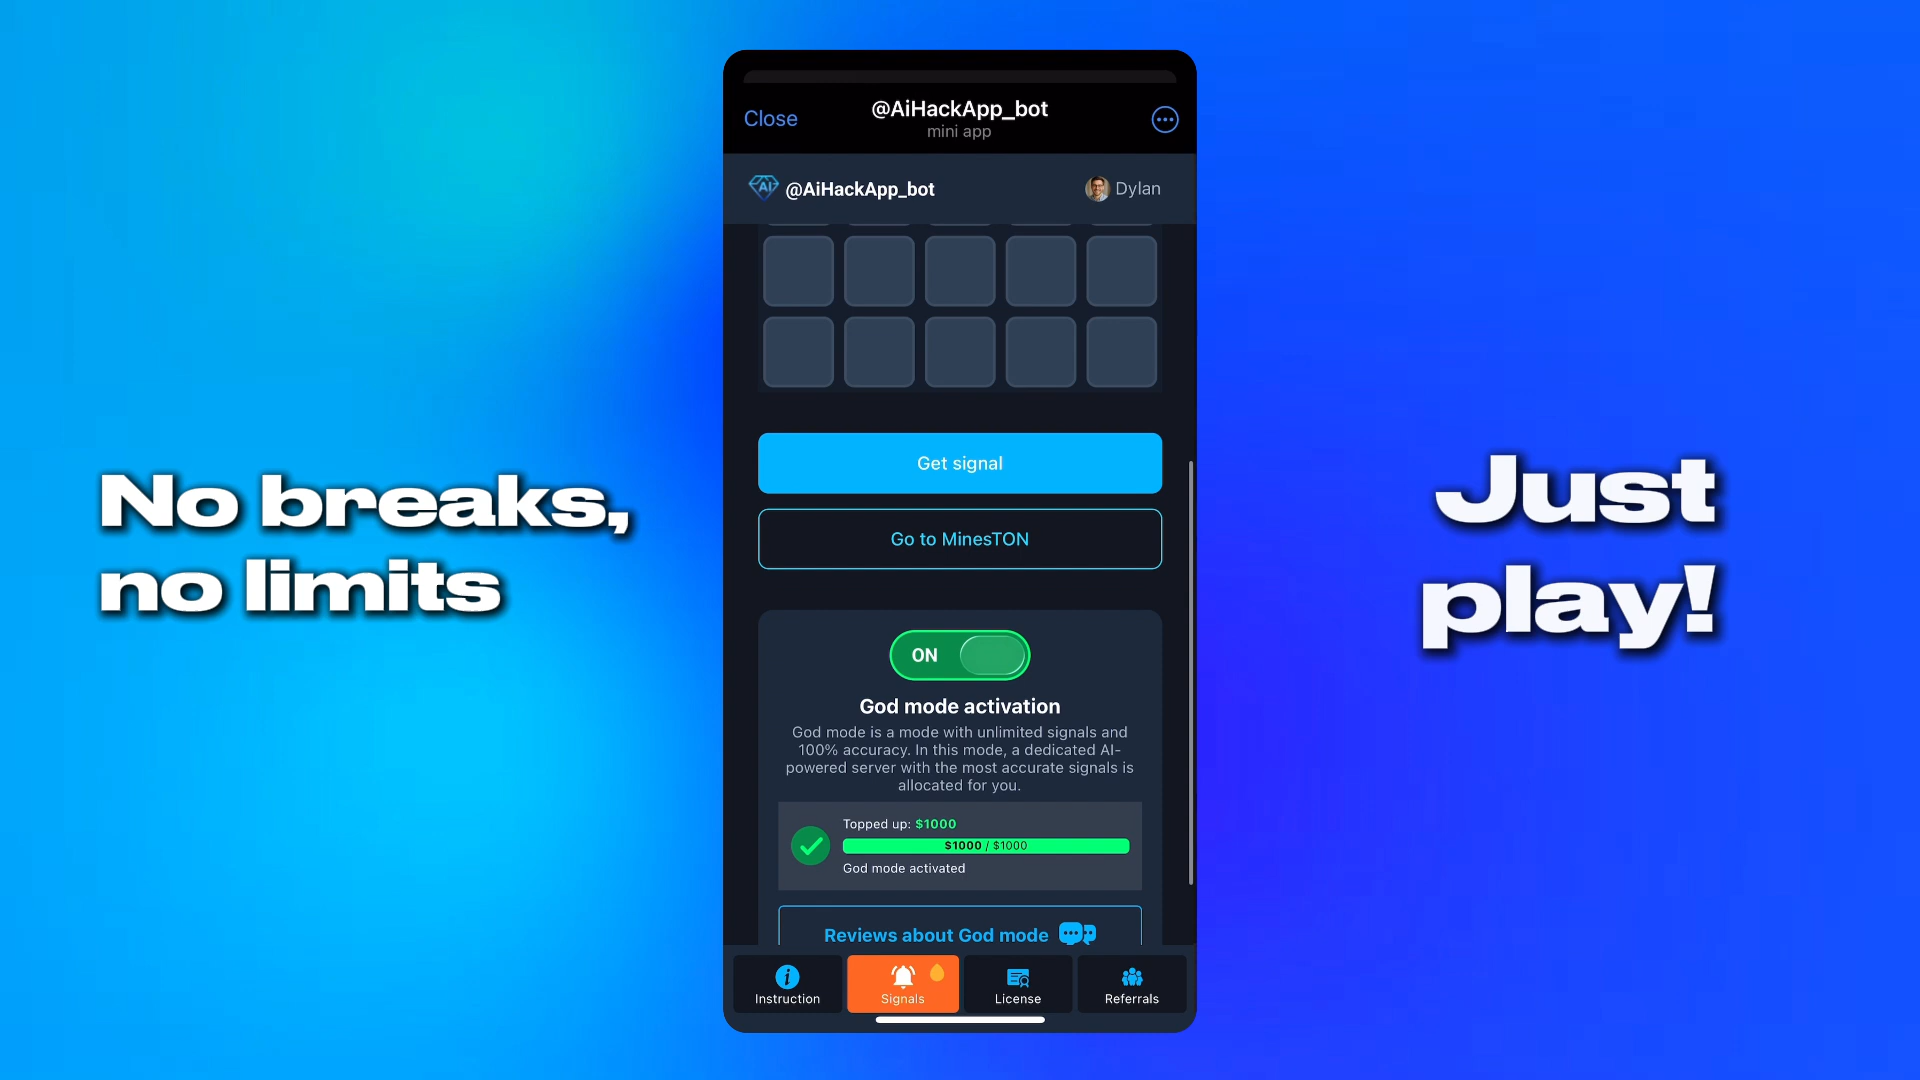 Close
@AiHackApp_bot
mini app
AI
@AiHackApp_bot
Dylan
No breaks,
no limits
Just
play!
Get signal
Go to MinesTON
ON
God mode activation
God mode is a mode with unlimited signals and
100% accuracy. In this mode, a dedicated AI-
powered server with the most accurate signals is
allocated for you.
Topped up: $1000
$1000 / $1000
God mode activated
Reviews about God mode
Instruction
Signals
License
Referrals